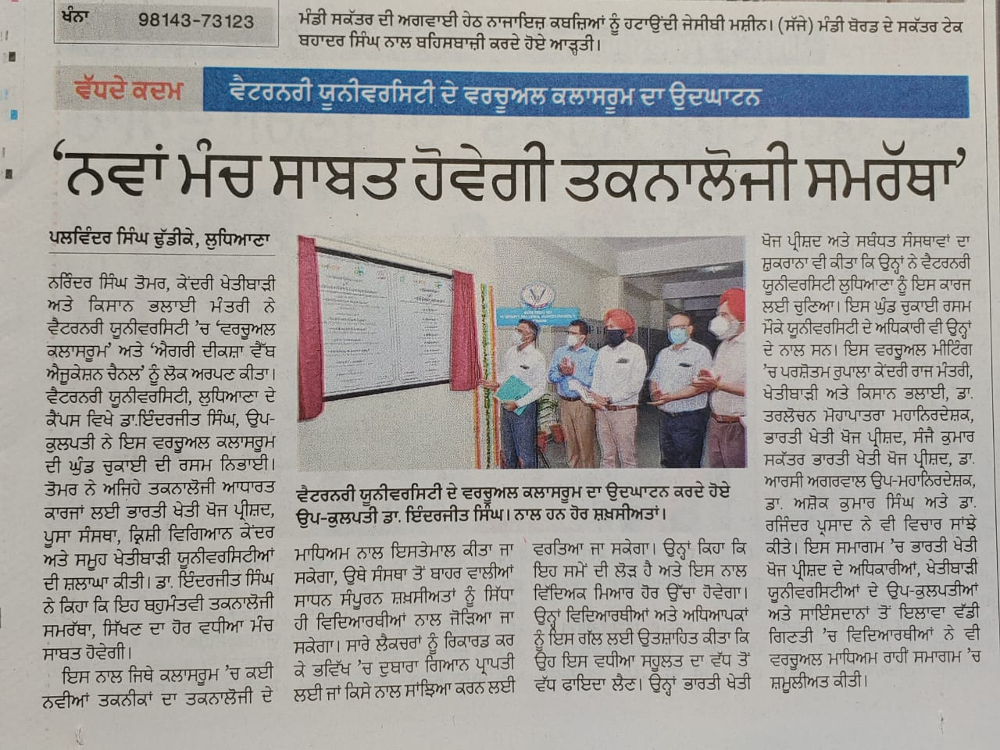 ਖੰਨਾ 98143-73123
ਮੰਡੀ ਸਕੱਤਰ ਦੀ ਅਗਵਾਈ ਹੇਠ ਨਾਜਾਇਜ਼ ਕਬਜ਼ਿਆਂ ਨੂੰ ਹਟਾਉਂਦੀ ਜੇਸੀਬੀ ਮਸ਼ੀਨ। (ਸੱਜੇ) ਮੰਡੀ ਬੋਰਡ ਦੇ ਸਕੱਤਰ ਟੇਕ
ਬਹਾਦਰ ਸਿੰਘ ਨਾਲ ਬਹਿਸਬਾਜ਼ੀ ਕਰਦੇ ਹੋਏ ਆੜ੍ਹਤੀ।
ਵੱਧਦੇ ਕਦਮ
ਵੈਟਰਨਰੀ ਯੂਨੀਵਰਸਿਟੀ ਦੇ ਵਰਚੂਅਲ ਕਲਾਸਰੂਮ ਦਾ ਉਦਘਾਟਨ
‘ਨਵਾਂ ਮੰਚ ਸਾਬਤ ਹੋਵੇਗੀ ਤਕਨਾਲੋਜੀ ਸਮਰੱਥਾ’
ਪਲਵਿੰਦਰ ਸਿੰਘ ਢੁੱਡੀਕੇ, ਲੁਧਿਆਣਾ
ਨਰਿੰਦਰ ਸਿੰਘ ਤੋਮਰ, ਕੇਂਦਰੀ ਖੇਤੀਬਾੜੀ
ਅਤੇ ਕਿਸਾਨ ਭਲਾਈ ਮੰਤਰੀ ਨੇ
ਵੈਟਰਨਰੀ ਯੂਨੀਵਰਸਿਟੀ ’ਚ ‘ਵਰਚੂਅਲ
ਕਲਾਸਰੂਮ’ ਅਤੇ ‘ਐਗਰੀ ਦੀਕਸ਼ਾ ਵੈੱਬ
ਐਜੂਕੇਸ਼ਨ ਚੈਨਲ’ ਨੂੰ ਲੋਕ ਅਰਪਣ ਕੀਤਾ।
ਵੈਟਰਨਰੀ ਯੂਨੀਵਰਸਿਟੀ, ਲੁਧਿਆਣਾ ਦੇ
ਕੈਂਪਸ ਵਿਖੇ ਡਾ.ਇੰਦਰਜੀਤ ਸਿੰਘ, ਉਪ-
ਕੁਲਪਤੀ ਨੇ ਇਸ ਵਰਚੂਅਲ ਕਲਾਸਰੂਮ
ਦੀ ਘੁੰਡ ਚੁਕਾਈ ਦੀ ਰਸਮ ਨਿਭਾਈ।
ਤੋਮਰ ਨੇ ਅਜਿਹੇ ਤਕਨਾਲੋਜੀ ਆਧਾਰਤ
ਕਾਰਜਾਂ ਲਈ ਭਾਰਤੀ ਖੇਤੀ ਖੋਜ ਪ੍ਰੀਸ਼ਦ,
ਪੂਸਾ ਸੰਸਥਾ, ਕ੍ਰਿਸ਼ੀ ਵਿਗਿਆਨ ਕੇਂਦਰ
ਅਤੇ ਸਮੂਹ ਖੇਤੀਬਾੜੀ ਯੂਨੀਵਰਸਿਟੀਆਂ
ਦੀ ਸ਼ਲਾਘਾ ਕੀਤੀ। ਡਾ. ਇੰਦਰਜੀਤ ਸਿੰਘ
ਨੇ ਕਿਹਾ ਕਿ ਇਹ ਬਹੁਮੰਤਵੀ ਤਕਨਾਲੋਜੀ
ਸਮਰੱਥਾ, ਸਿੱਖਣ ਦਾ ਹੋਰ ਵਧੀਆ ਮੰਚ
ਸਾਬਤ ਹੋਵੇਗੀ।
ਇਸ ਨਾਲ ਜਿਥੇ ਕਲਾਸਰੂਮ ’ਚ ਕਈ
ਨਵੀਆਂ ਤਕਨੀਕਾਂ ਦਾ ਤਕਨਾਲੋਜੀ ਦੇ
ਵੈਟਰਨਰੀ ਯੂਨੀਵਰਸਿਟੀ ਦੇ ਵਰਚੂਅਲ ਕਲਾਸਰੂਮ ਦਾ ਉਦਘਾਟਨ ਕਰਦੇ ਹੋਏ
ਉਪ-ਕੁਲਪਤੀ ਡਾ. ਇੰਦਰਜੀਤ ਸਿੰਘ। ਨਾਲ ਹਨ ਹੋਰ ਸ਼ਖ਼ਸੀਅਤਾਂ।
ਮਾਧਿਅਮ ਨਾਲ ਇਸਤੇਮਾਲ ਕੀਤਾ ਜਾ
ਸਕੇਗਾ, ਉਥੇ ਸੰਸਥਾ ਤੋਂ ਬਾਹਰ ਵਾਲੀਆਂ
ਸਾਧਨ ਸੰਪੂਰਨ ਸ਼ਖ਼ਸੀਅਤਾਂ ਨੂੰ ਸਿੱਧਾ
ਹੀ ਵਿਦਿਆਰਥੀਆਂ ਨਾਲ ਜੋੜਿਆ ਜਾ
ਸਕੇਗਾ। ਸਾਰੇ ਲੈਕਚਰਾਂ ਨੂੰ ਰਿਕਾਰਡ ਕਰ
ਕੇ ਭਵਿੱਖ ’ਚ ਦੁਬਾਰਾ ਗਿਆਨ ਪ੍ਰਾਪਤੀ
ਲਈ ਜਾਂ ਕਿਸੇ ਨਾਲ ਸਾਂਝਿਆ ਕਰਨ ਲਈ
ਵਰਤਿਆ ਜਾ ਸਕੇਗਾ। ਉਨ੍ਹਾਂ ਕਿਹਾ ਕਿ
ਇਹ ਸਮੇਂ ਦੀ ਲੋੜ ਹੈ ਅਤੇ ਇਸ ਨਾਲ
ਵਿੱਦਿਅਕ ਮਿਆਰ ਹੋਰ ਉੱਚਾ ਹੋਵੇਗਾ।
ਉਨ੍ਹਾਂ ਵਿਦਿਆਰਥੀਆਂ ਅਤੇ ਅਧਿਆਪਕਾਂ
ਨੂੰ ਇਸ ਗੱਲ ਲਈ ਉਤਸ਼ਾਹਿਤ ਕੀਤਾ ਕਿ
ਉਹ ਇਸ ਵਧੀਆ ਸਹੂਲਤ ਦਾ ਵੱਧ ਤੋਂ
ਵੱਧ ਫਾਇਦਾ ਲੈਣ। ਉਨ੍ਹਾਂ ਭਾਰਤੀ ਖੇਤੀ
ਖੋਜ ਪ੍ਰੀਸ਼ਦ ਅਤੇ ਸਬੰਧਤ ਸੰਸਥਾਵਾਂ ਦਾ
ਸ਼ੁਕਰਾਨਾ ਵੀ ਕੀਤਾ ਕਿ ਉਨ੍ਹਾਂ ਨੇ ਵੈਟਰਨਰੀ
ਯੂਨੀਵਰਸਿਟੀ ਲੁਧਿਆਣਾ ਨੂੰ ਇਸ ਕਾਰਜ
ਲਈ ਚੁਣਿਆ। ਇਸ ਘੁੰਡ ਚੁਕਾਈ ਰਸਮ
ਮੌਕੇ ਯੂਨੀਵਰਸਿਟੀ ਦੇ ਅਧਿਕਾਰੀ ਵੀ ਉਨ੍ਹਾਂ
ਦੇ ਨਾਲ ਸਨ। ਇਸ ਵਰਚੂਅਲ ਮੀਟਿੰਗ
’ਚ ਪਰਸ਼ੋਤਮ ਰੁਪਾਲਾ ਕੇਂਦਰੀ ਰਾਜ ਮੰਤਰੀ,
ਖੇਤੀਬਾੜੀ ਅਤੇ ਕਿਸਾਨ ਭਲਾਈ, ਡਾ.
ਤਰਲੋਚਨ ਮੋਹਾਪਾਤਰਾ ਮਹਾਨਿਰਦੇਸ਼ਕ,
ਭਾਰਤੀ ਖੇਤੀ ਖੋਜ ਪ੍ਰੀਸ਼ਦ, ਸੰਜੈ ਕੁਮਾਰ
ਸਕੱਤਰ ਭਾਰਤੀ ਖੇਤੀ ਖੋਜ ਪ੍ਰੀਸ਼ਦ, ਡਾ.
ਆਰਸੀ ਅਗਰਵਾਲ ਉਪ-ਮਹਾਨਿਰਦੇਸ਼ਕ,
ਡਾ. ਅਸ਼ੋਕ ਕੁਮਾਰ ਸਿੰਘ ਅਤੇ ਡਾ.
ਰਜਿੰਦਰ ਪ੍ਰਸਾਦ ਨੇ ਵੀ ਵਿਚਾਰ ਸਾਂਝੇ
ਕੀਤੇ। ਇਸ ਸਮਾਗਮ ’ਚ ਭਾਰਤੀ ਖੇਤੀ
ਖੋਜ ਪ੍ਰੀਸ਼ਦ ਦੇ ਅਧਿਕਾਰੀਆਂ, ਖੇਤੀਬਾੜੀ
ਯੂਨੀਵਰਸਿਟੀਆਂ ਦੇ ਉਪ-ਕੁਲਪਤੀਆਂ
ਅਤੇ ਸਾਇੰਸਦਾਨਾਂ ਤੋਂ ਇਲਾਵਾ ਵੱਡੀ
ਗਿਣਤੀ ’ਚ ਵਿਦਿਆਰਥੀਆਂ ਨੇ ਵੀ
ਵਰਚੂਅਲ ਮਾਧਿਅਮ ਰਾਹੀਂ ਸਮਾਗਮ ’ਚ
ਸ਼ਮੂਲੀਅਤ ਕੀਤੀ।